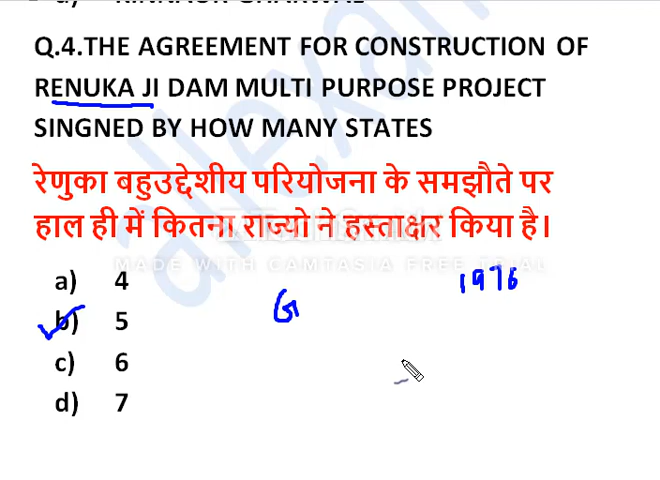 Q.4.THE AGREEMENT FOR CONSTRUCTION OF
RENUKA JI DAM MULTI PURPOSE PROJECT
SINGNED BY HOW MANY STATES
रेणुका बहुउद्देशीय परियोजना के समझौते पर
हाल ही में कितना राज्यो ने हस्ताक्षर किया है।
MADE WITH CAMTASIA FREE TRIAL
a) 4
1976
b) 5
c) 6
d) 7